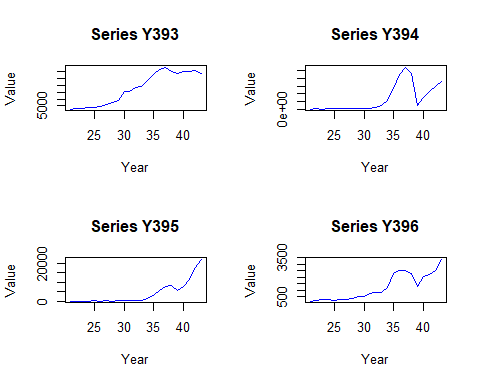 Series Y393
Value
5000
25 30 35 40
Year
Series Y394
Value
0e+00
25 30 35 40
Year
Series Y395
Value
0 20000
25 30 35 40
Year
Series Y396
Value
500 3500
25 30 35 40
Year